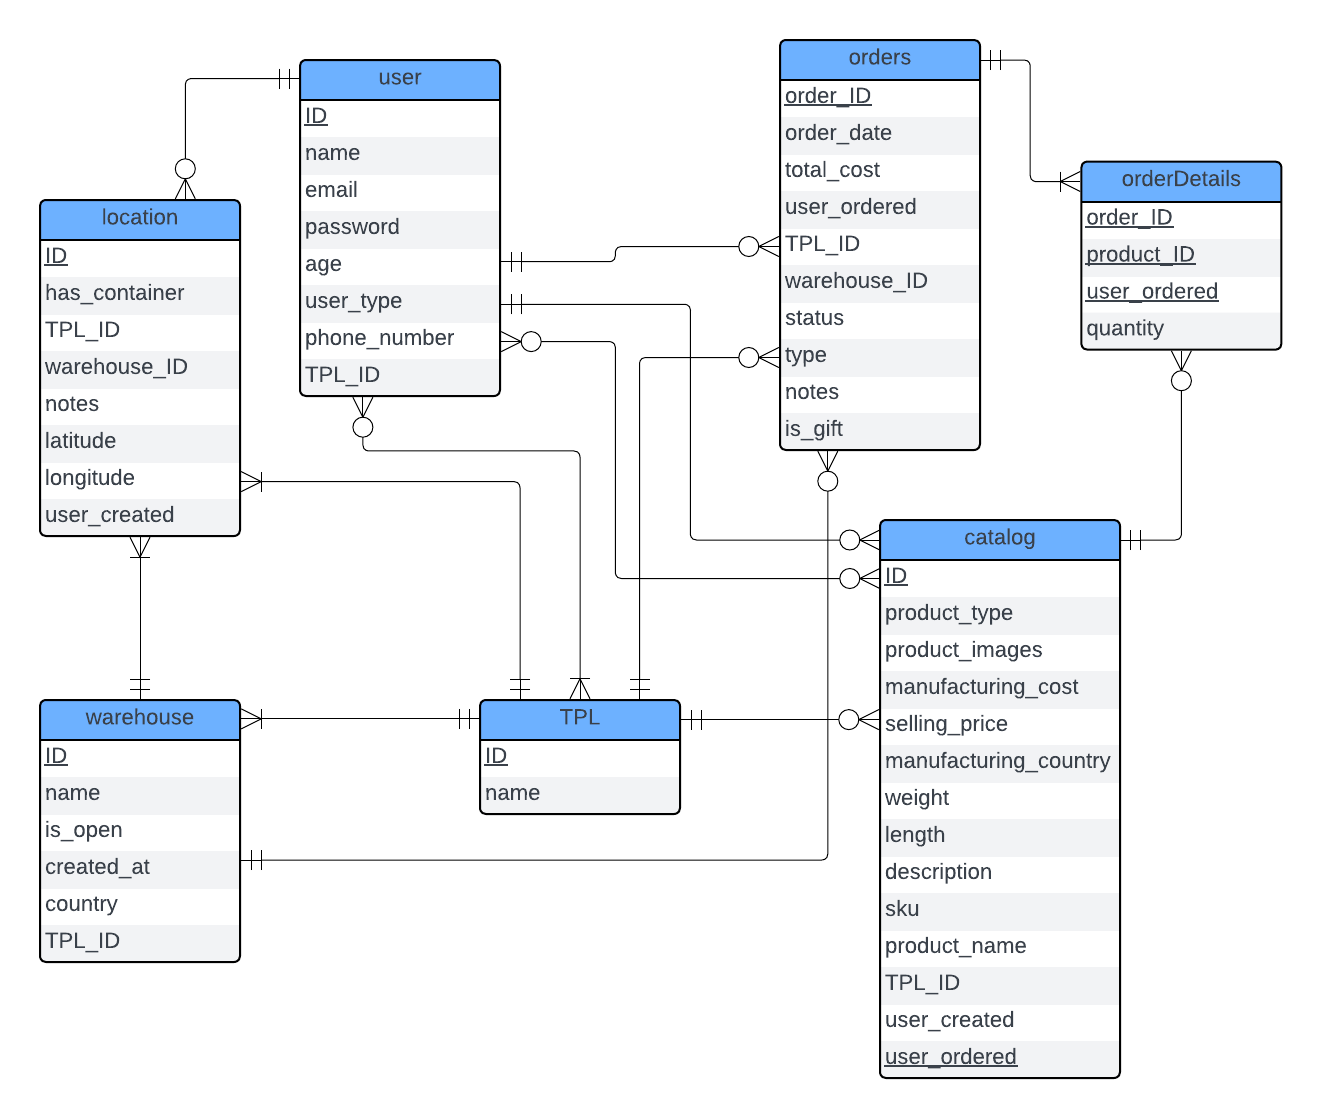 user
ID
name
email
password
age
user_type
phone_number
TPL_ID
orders
order_ID
order_date
total_cost
user_ordered
TPL_ID
warehouse_ID
status
type
notes
is_gift
orderDetails
order_ID
product_ID
user_ordered
quantity
location
ID
has_container
TPL_ID
warehouse_ID
notes
latitude
longitude
user_created
catalog
ID
product_type
product_images
manufacturing_cost
selling_price
manufacturing_country
weight
length
description
sku
product_name
TPL_ID
user_created
user_ordered
warehouse
ID
name
is_open
created_at
country
TPL_ID
TPL
ID
name